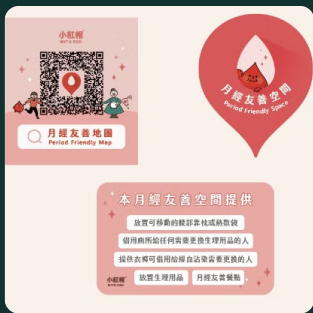 小紅帽
月經友善地圖
Period Friendly Map
月經友善空間
Period Friendly Space
本月經友善空間提供
放置可移動的腰部靠枕或熱敷袋
借用廁所給任何需要更換生理用品的人
提供衣褲可借用給經血沾染需要更換的人
放置生理用品
月經友善餐點
小紅帽